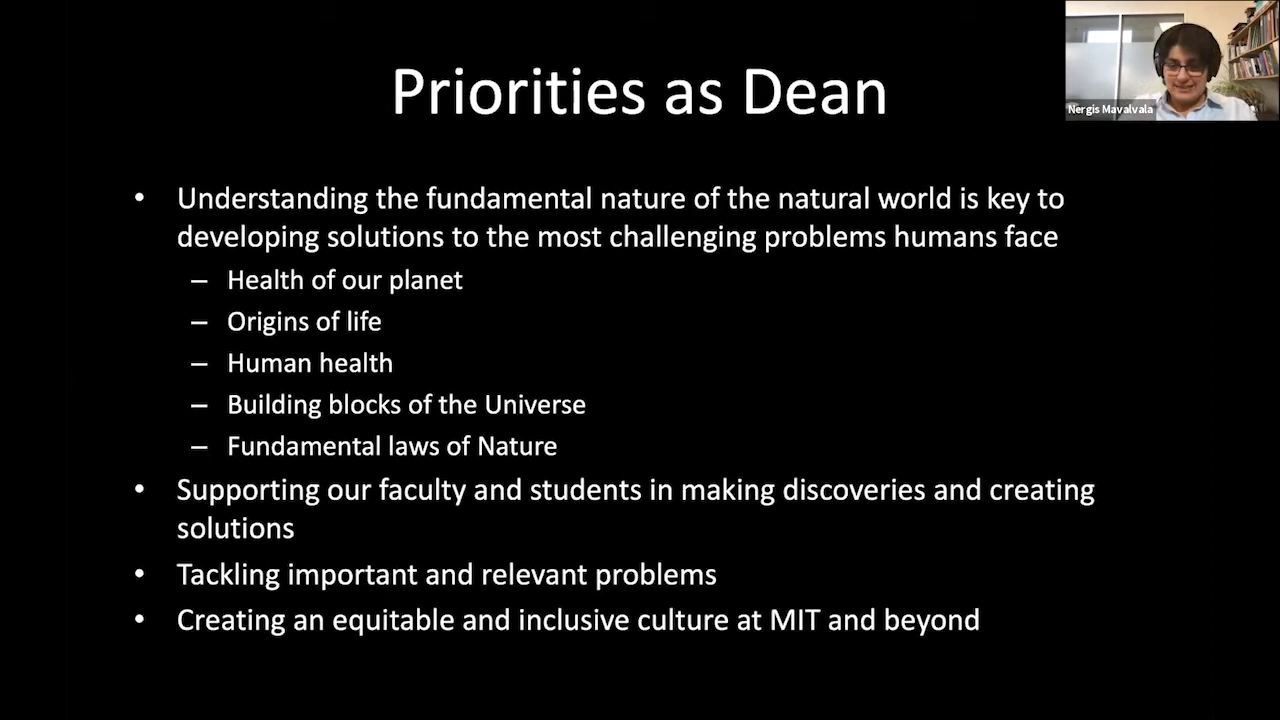 Priorities as Dean
Nergis Mavalvala
• Understanding the fundamental nature of the natural world is key to
developing solutions to the most challenging problems humans face
– Health of our planet
– Origins of life
– Human health
– Building blocks of the Universe
– Fundamental laws of Nature
• Supporting our faculty and students in making discoveries and creating
solutions
• Tackling important and relevant problems
• Creating an equitable and inclusive culture at MIT and beyond